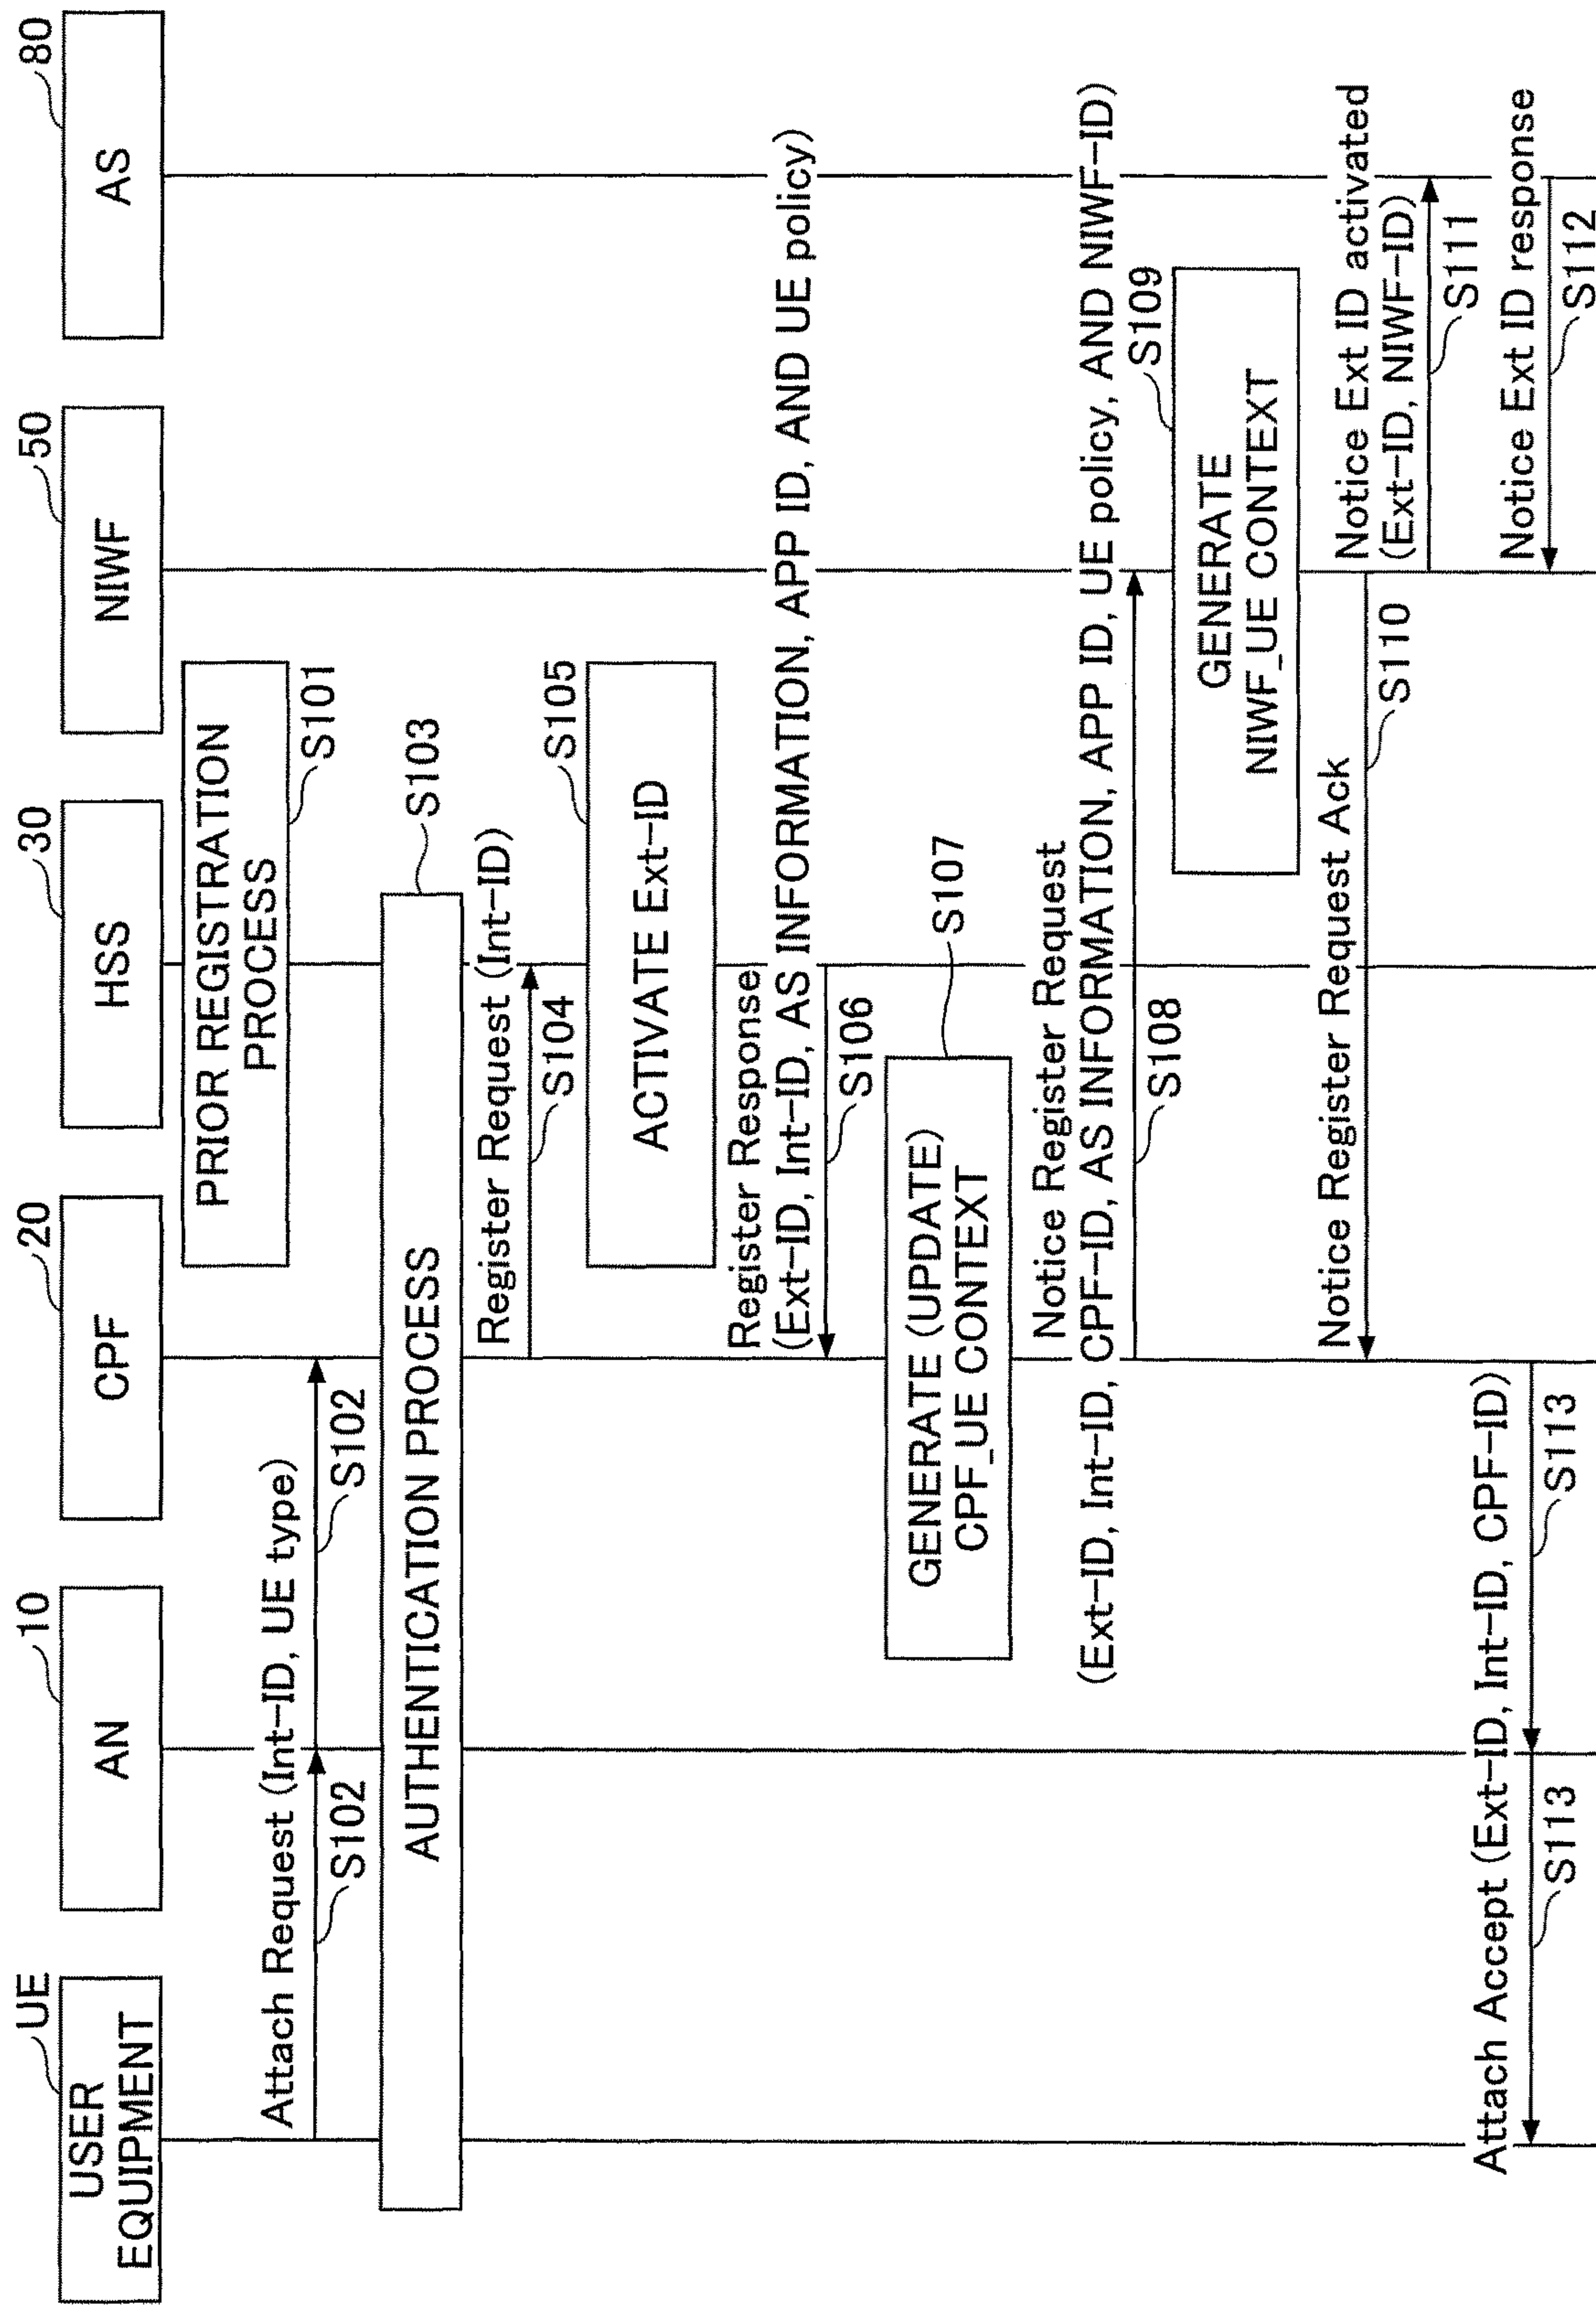 UE
USER
EQUIPMENT
10
AN
20
CPF
30
HSS
50
NIWF
80
AS
PRIOR REGISTRATION
PROCESS
S101
Attach Request (Int-ID, UE type)
S102
S102
AUTHENTICATION PROCESS
S103
Register Request (Int-ID)
S104
ACTIVATE Ext-ID
S105
Register Response
(Ext-ID, Int-ID, AS INFORMATION, APP ID, AND UE policy)
S106
GENERATE (UPDATE)
CPF_UE CONTEXT
S107
Notice Register Request
(Ext-ID, Int-ID, CPF-ID, AS INFORMATION, APP ID, UE policy, AND NIWF-ID)
S108
GENERATE
NIWF_UE CONTEXT
S109
Notice Register Request Ack
S110
Notice Ext ID activated
(Ext-ID, NIWF-ID)
S111
Notice Ext ID response
S112
Attach Accept (Ext-ID, Int-ID, CPF-ID)
S113
S113